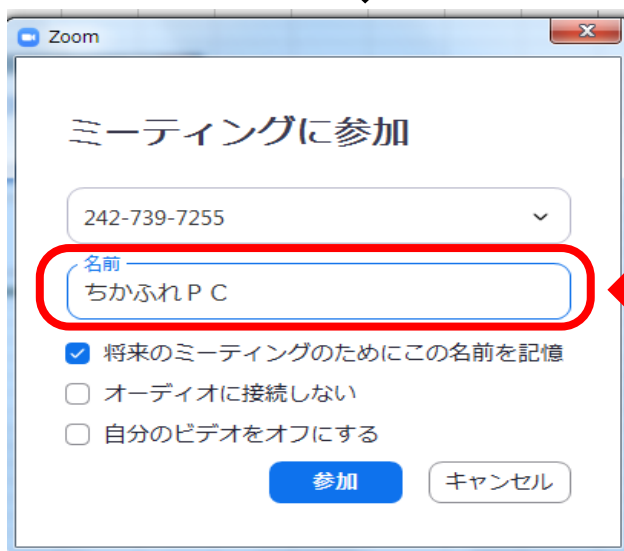 Zoom
ミーティングに参加
242-739-7255
名前
ちかふれＰＣ
将来のミーティングのためにこの名前を記憶
オーディオに接続しない
自分のビデオをオフにする
参加 キャンセル